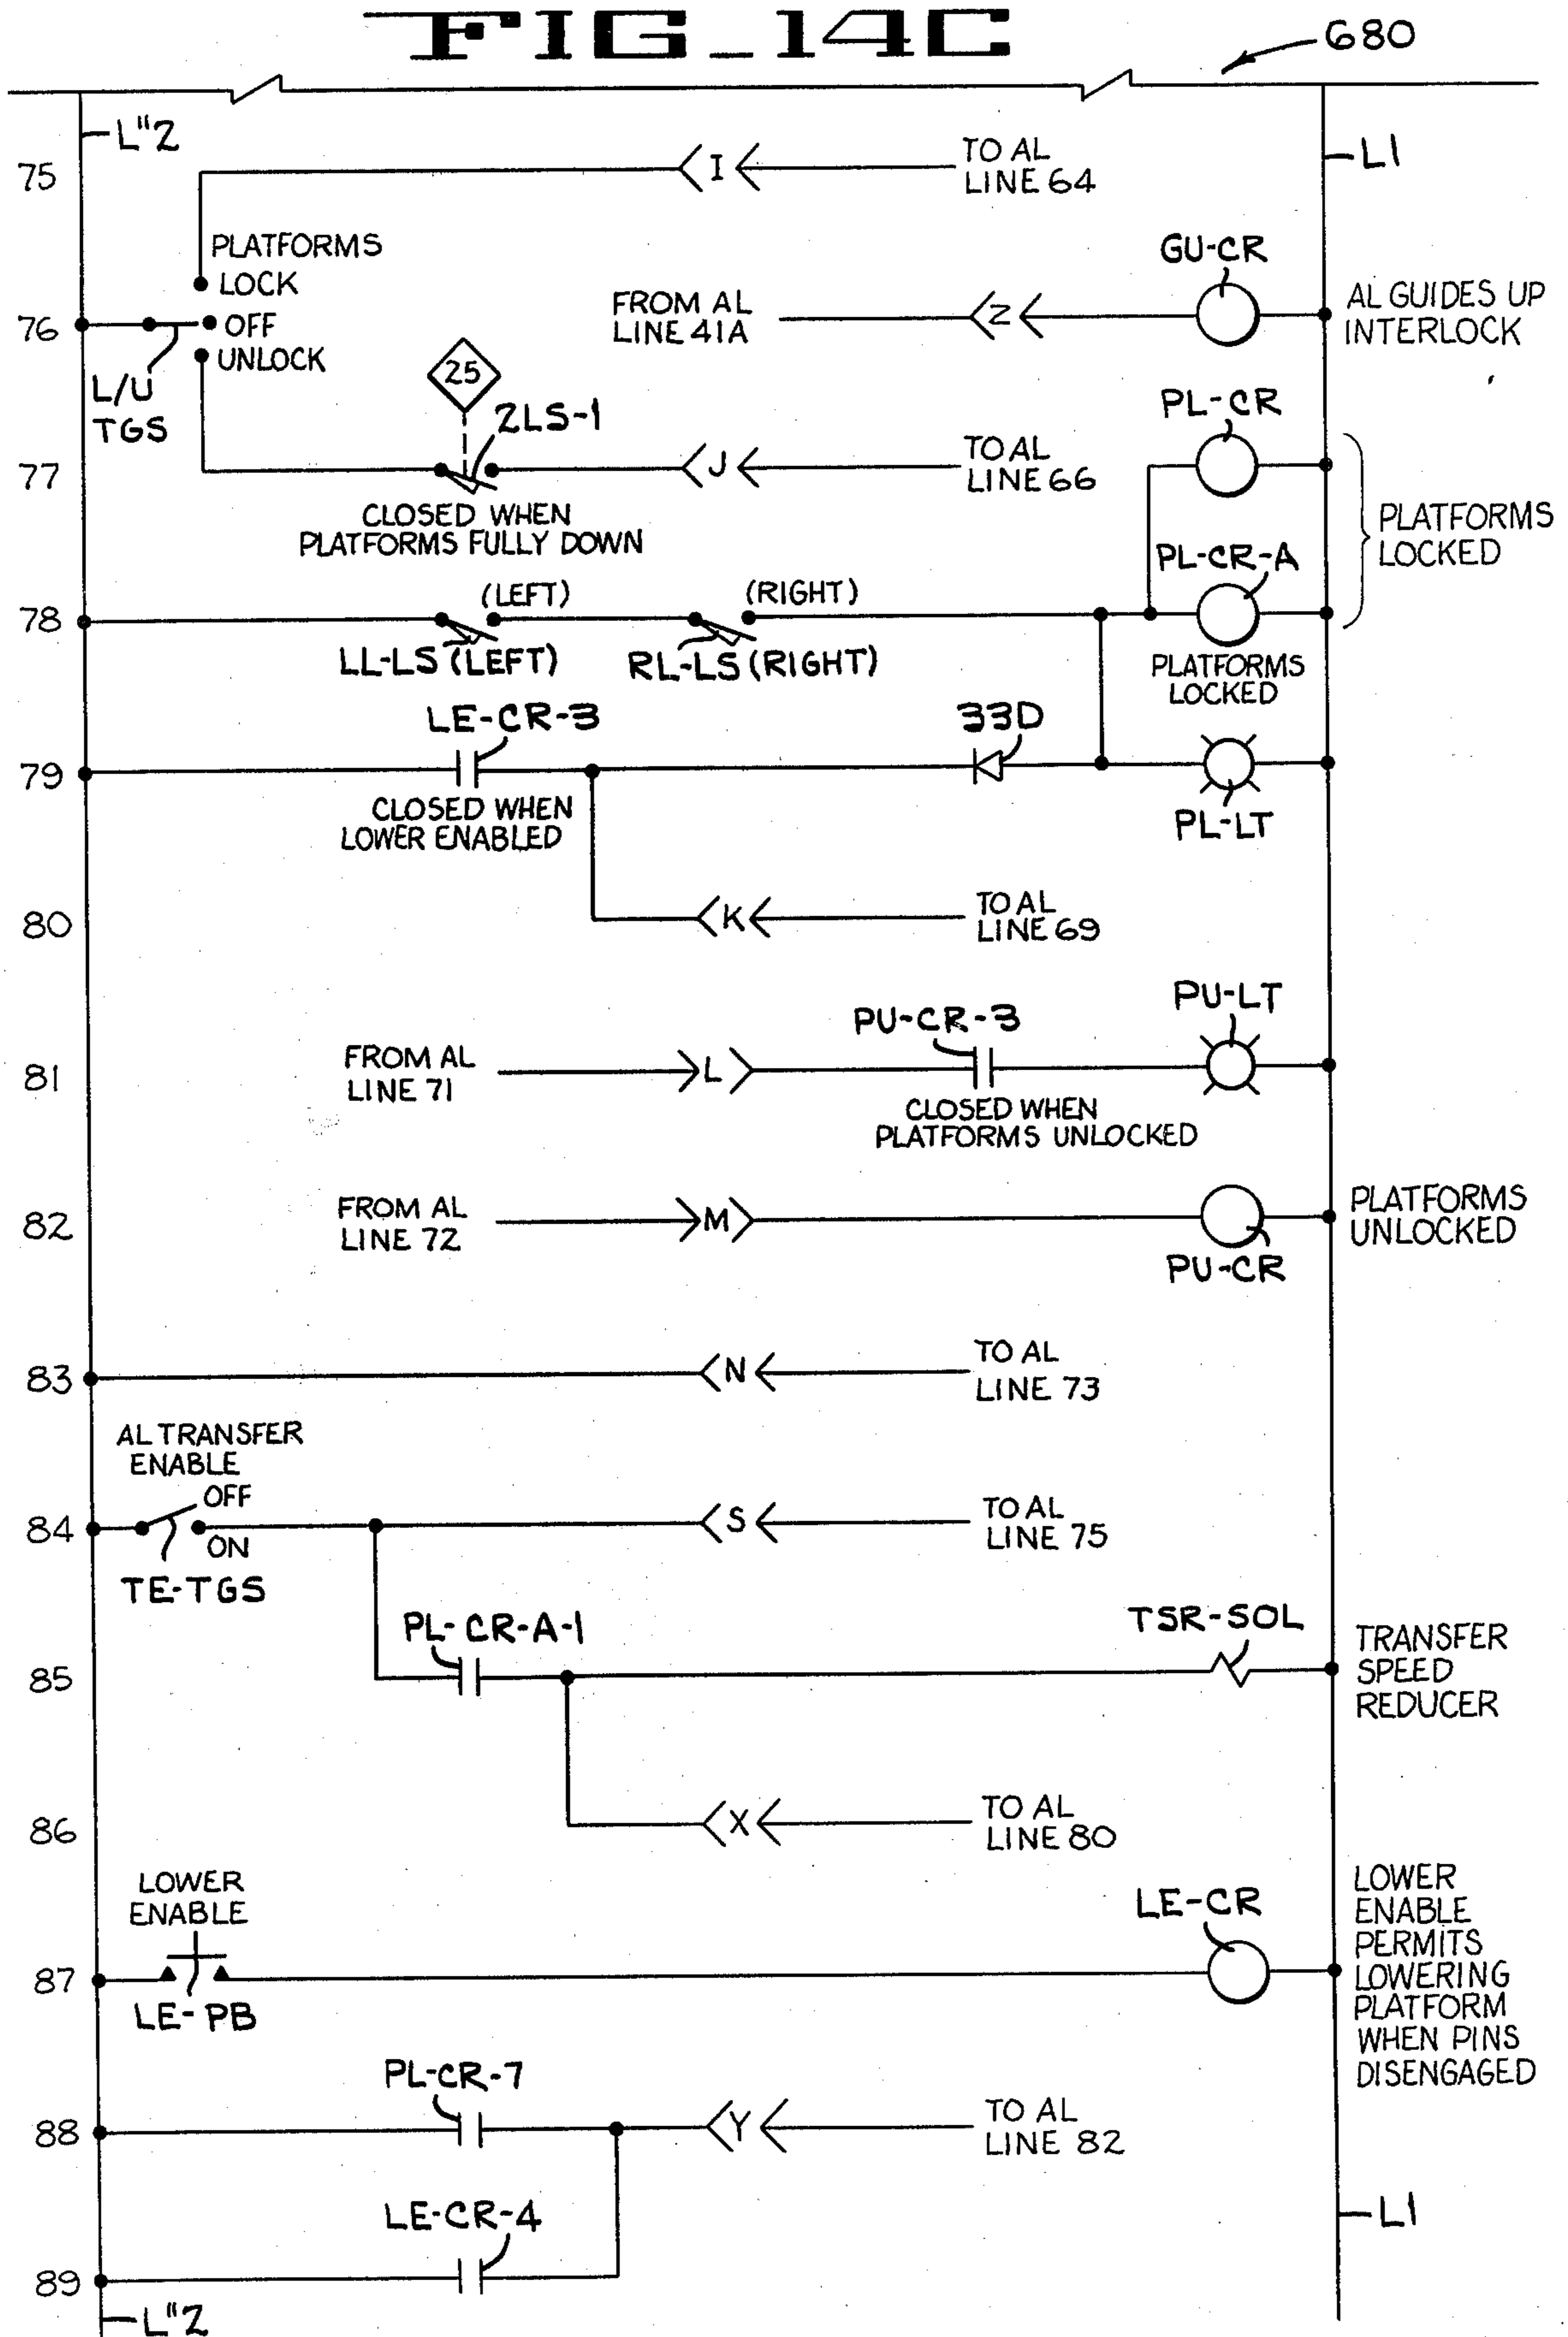 FIG_14C
680
L"2
L1
75
I
TO AL
LINE 64
PLATFORMS
LOCK
OFF
UNLOCK
L/U
TGS
76
FROM AL
LINE 41A
Z
GU-CR
AL GUIDES UP
INTERLOCK
25
2LS-1
77
J
TO AL
LINE 66
CLOSED WHEN
PLATFORMS FULLY DOWN
PL-CR
PLATFORMS
LOCKED
PL-CR-A
78
(LEFT)
(RIGHT)
LL-LS (LEFT)
RL-LS (RIGHT)
PLATFORMS
LOCKED
LE-CR-3
33D
79
CLOSED WHEN
LOWER ENABLED
PL-LT
80
K
TO AL
LINE 69
PU-LT
PU-CR-3
81
FROM AL
LINE 71
L
CLOSED WHEN
PLATFORMS UNLOCKED
82
FROM AL
LINE 72
M
PLATFORMS
UNLOCKED
PU-CR
83
N
TO AL
LINE 73
AL TRANSFER
ENABLE
OFF
84
ON
TE-TGS
S
TO AL
LINE 75
PL-CR-A-1
TSR-SOL
85
TRANSFER
SPEED
REDUCER
86
X
TO AL
LINE 80
LOWER
ENABLE
LE-CR
87
LE-PB
LOWER
ENABLE
PERMITS
LOWERING
PLATFORM
WHEN PINS
DISENGAGED
PL-CR-7
88
Y
TO AL
LINE 82
LE-CR-4
89
L1
L"2